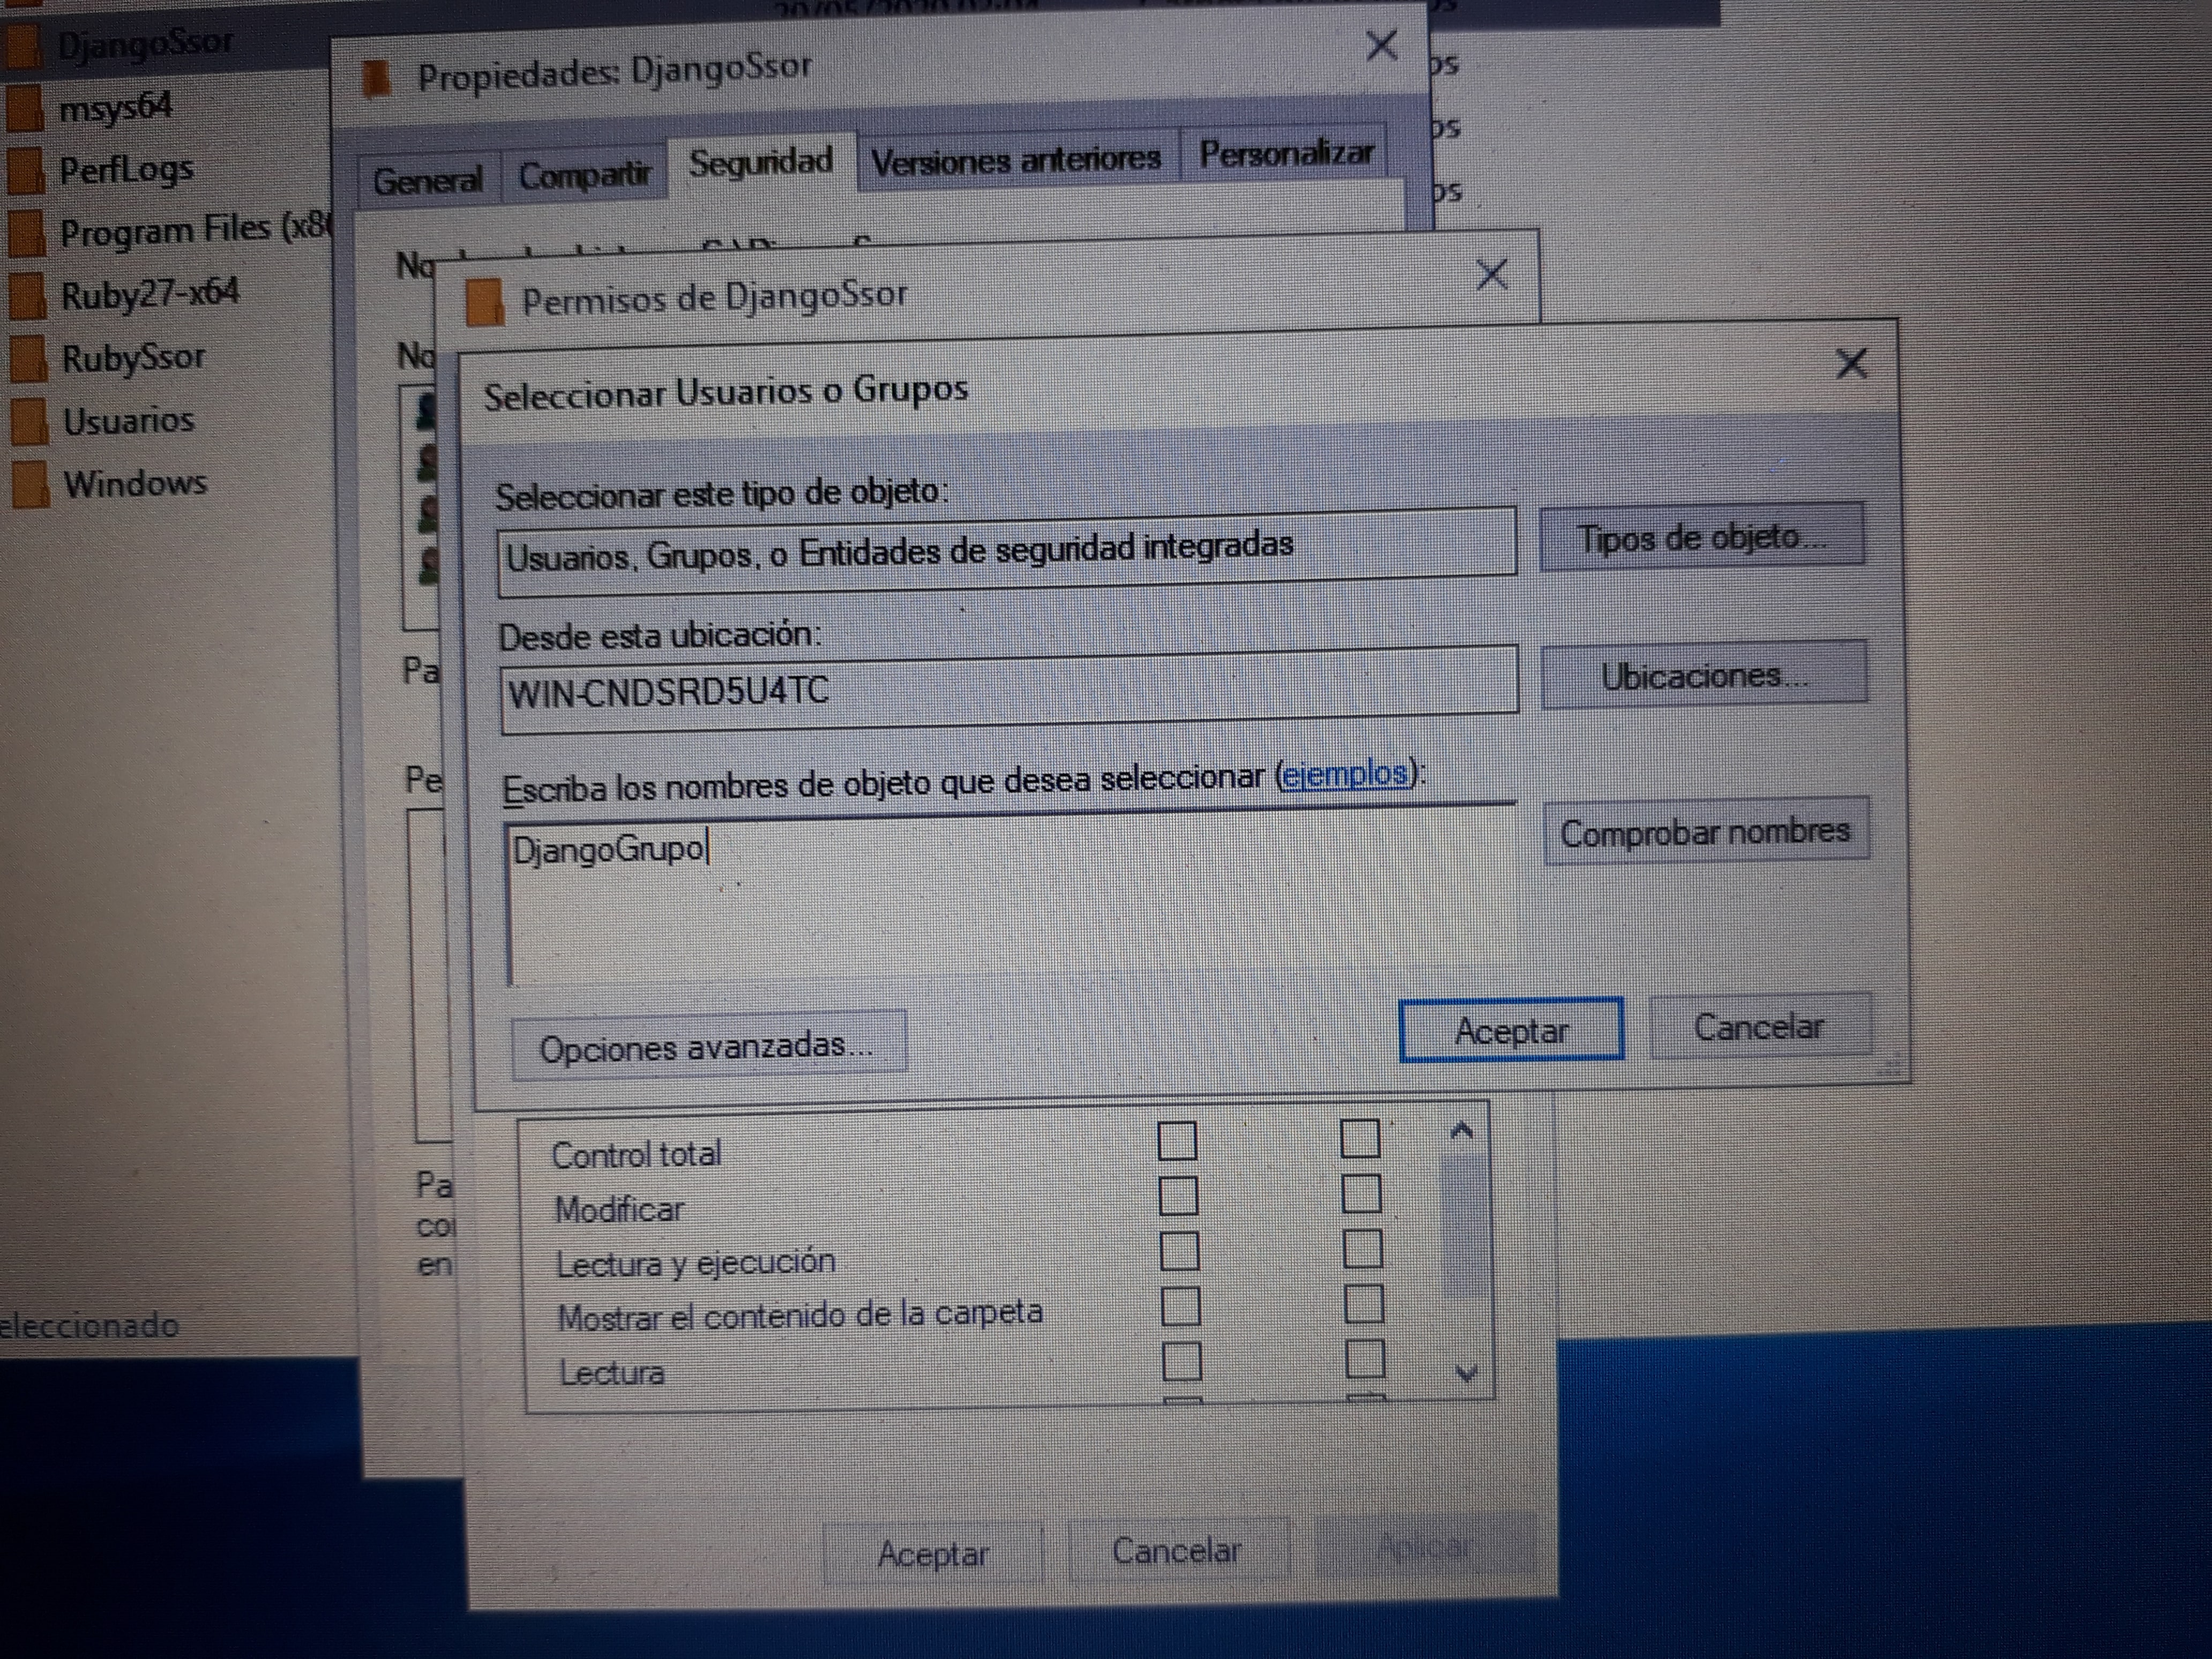 DjangoSsor
msys64
PerfLogs
Program Files (x86
Ruby27-x64
RubySsor
Usuarios
Windows
eleccionado
Propiedades: DjangoSsor
General
Compartir
Seguridad
Versiones anteriores
Personalizar
No
No
Pa
Pe
Pa
en
Permisos de DjangoSsor
Seleccionar Usuarios o Grupos
Seleccionar este tipo de objeto:
Usuarios, Grupos, o Entidades de seguridad integradas
Tipos de objeto...
Desde esta ubicación:
WIN-CNDSRD5U4TC
Ubicaciones...
Escriba los nombres de objeto que desea seleccionar (ejemplos):
DjangoGrupo
Comprobar nombres
Opciones avanzadas...
Aceptar
Cancelar
Control total
Modificar
Lectura y ejecución
Mostrar el contenido de la carpeta
Lectura
Aceptar
Cancelar
Aplicar